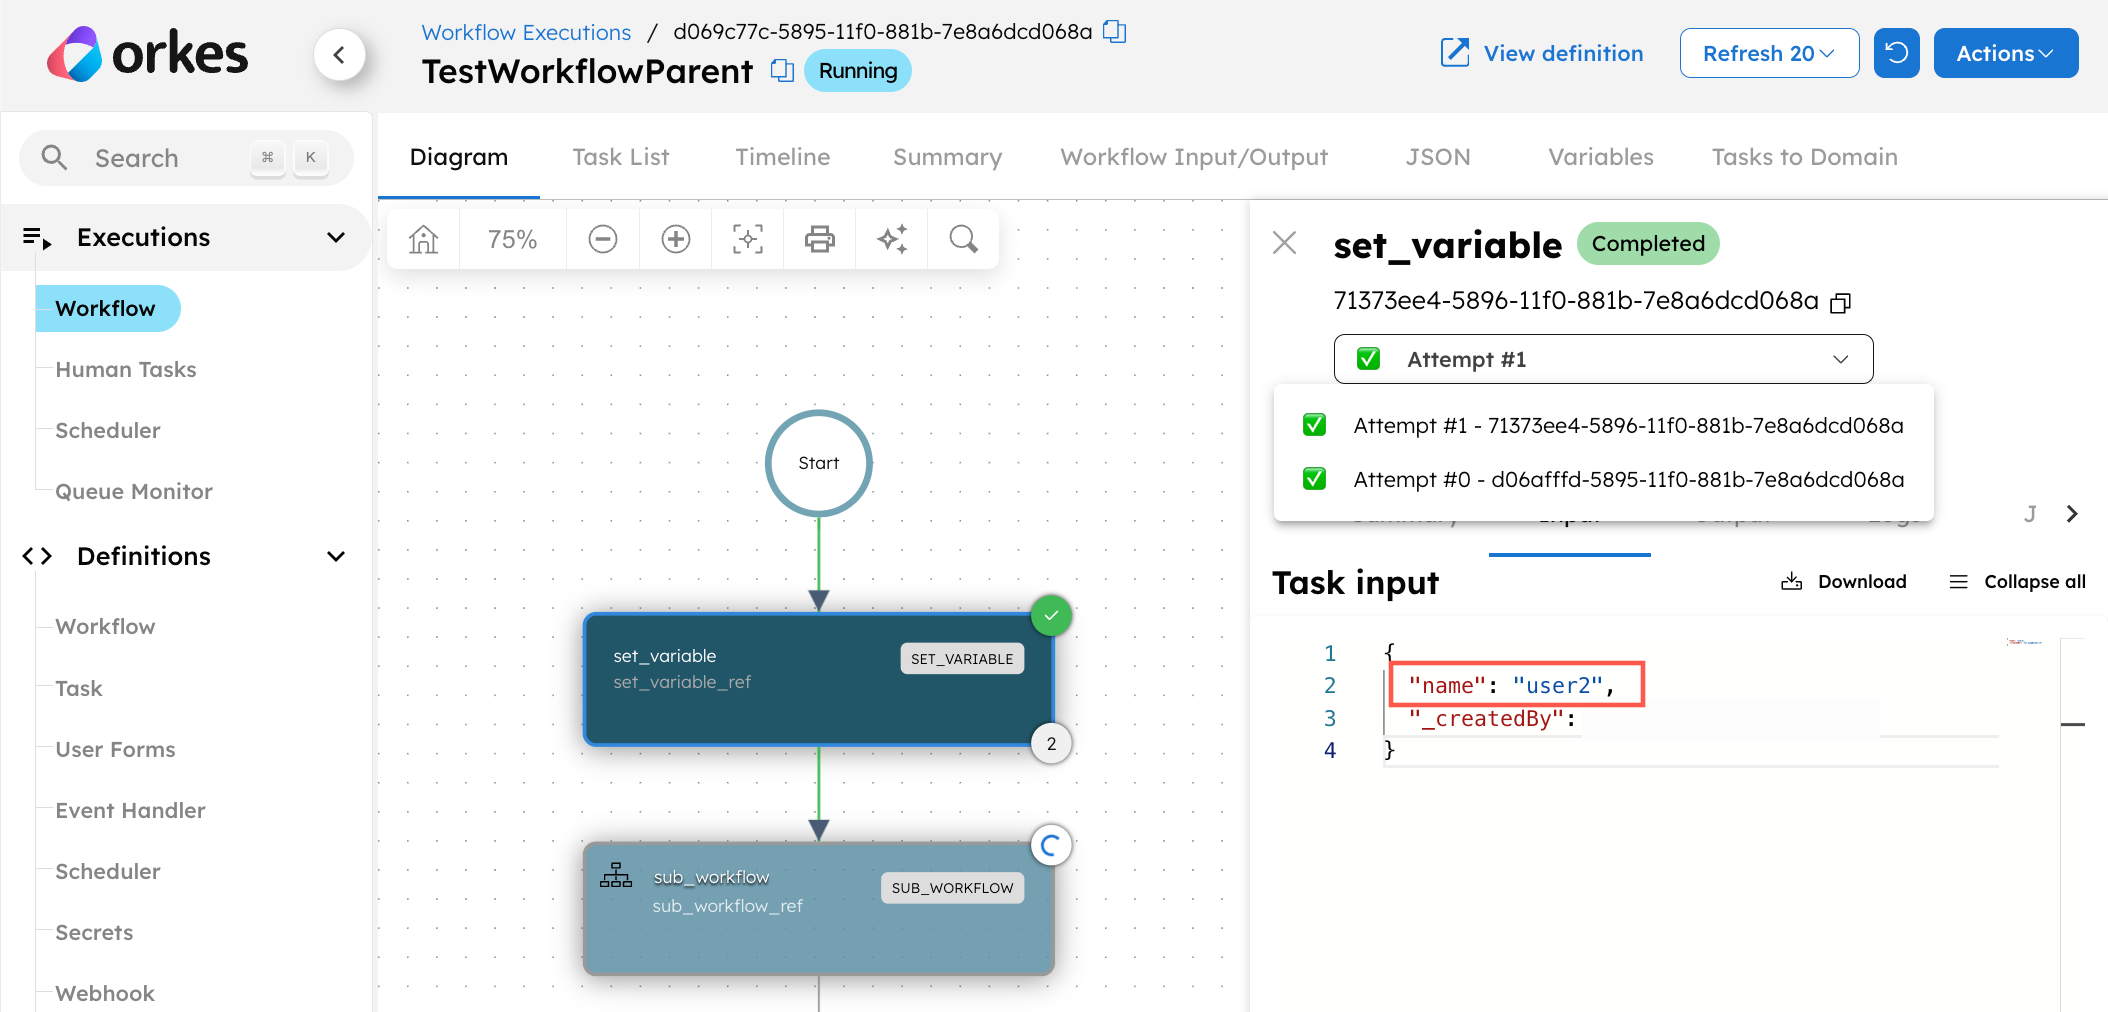 orkes
Workflow Executions / d069c77c-5895-11f0-881b-7e8a6dcd068a
TestWorkflowParent Running
View definition
Refresh 20
Actions
Search ⌘ K
Executions
Workflow
Human Tasks
Scheduler
Queue Monitor
Definitions
Workflow
Task
User Forms
Event Handler
Scheduler
Secrets
Webhook
Diagram Task List Timeline Summary Workflow Input/Output JSON Variables Tasks to Domain
75%
Start
set_variable SET_VARIABLE
set_variable_ref
2
sub_workflow SUB_WORKFLOW
sub_workflow_ref
set_variable Completed
71373ee4-5896-11f0-881b-7e8a6dcd068a
Attempt #1
Attempt #1 - 71373ee4-5896-11f0-881b-7e8a6dcd068a
Attempt #0 - d06afffd-5895-11f0-881b-7e8a6dcd068a
J
Task input Download Collapse all
1 {
2 "name": "user2",
3 "_createdBy":
4 }